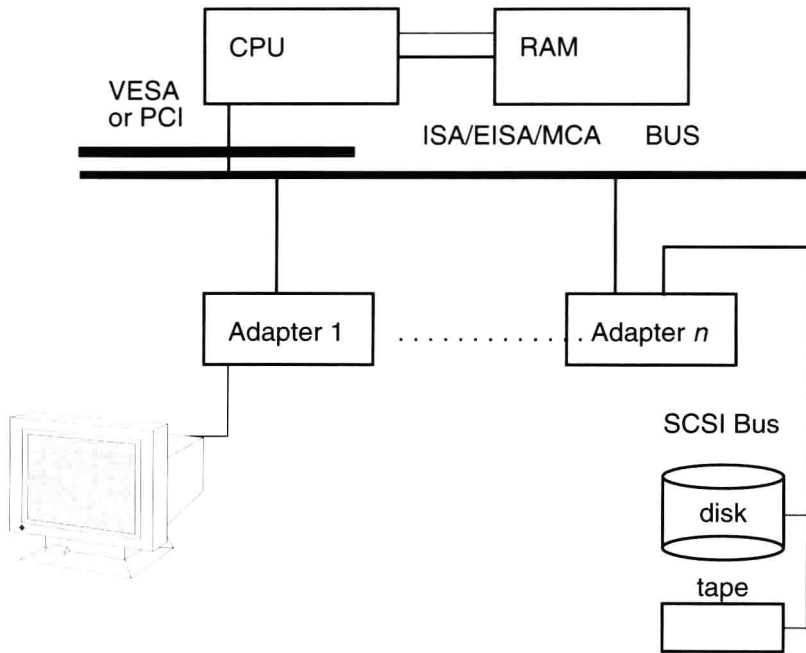 CPU
RAM
VESA
or PCI
ISA/EISA/MCA BUS
Adapter 1
. . . . . . . . . . . . .
Adapter n
SCSI Bus
disk
tape